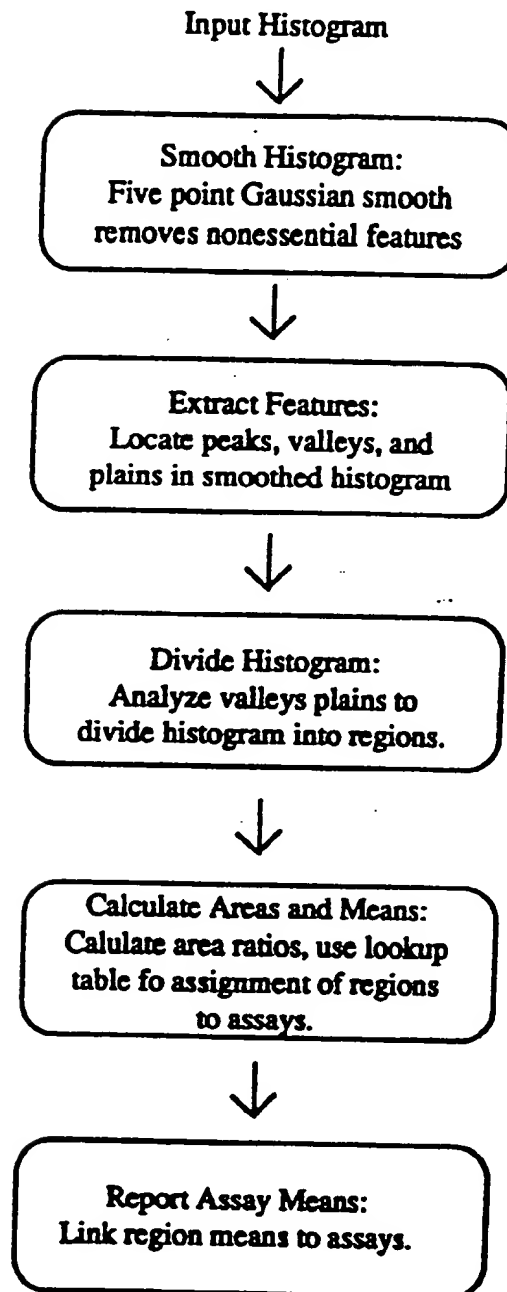 Input Histogram
Smooth Histogram:
Five point Gaussian smooth
removes nonessential features
Extract Features:
Locate peaks, valleys, and
plains in smoothed histogram
Divide Histogram:
Analyze valleys plains to
divide histogram into regions.
Calculate Areas and Means:
Calulate area ratios, use lookup
table fo assignment of regions
to assays.
Report Assay Means:
Link region means to assays.